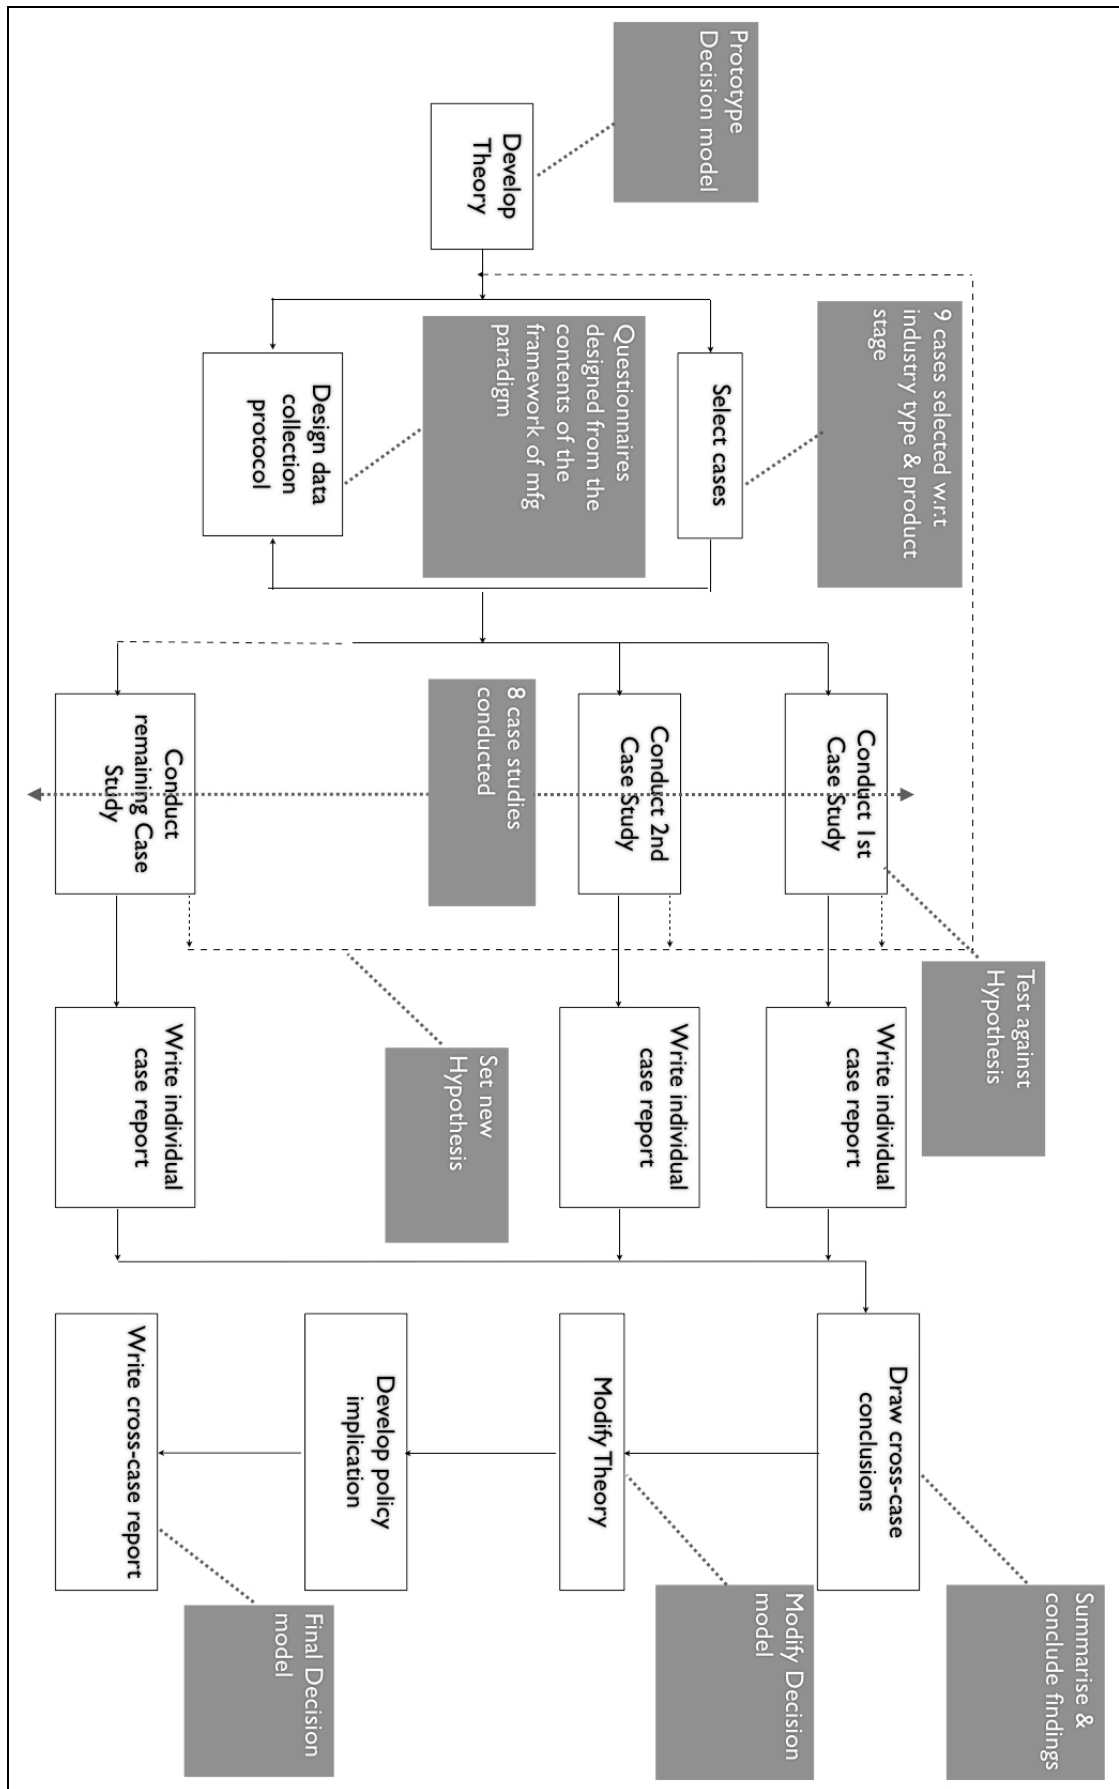 Prototype
Decision model
Develop
Theory
9 cases selected w.r.t
industry type & product
stage
Select cases
Questionnaires
designed from the
contents of the
framework of mfg
paradigm
Design data
collection
protocol
Conduct 1st
Case Study
Conduct 2nd
Case Study
8 case studies
conducted
Conduct
remaining Case
Study
Test against
Hypothesis
Write individual
case report
Write individual
case report
Set new
Hypothesis
Write individual
case report
Draw cross-case
conclusions
Modify Theory
Develop policy
implication
Write cross-case report
Summarise &
conclude findings
Modify Decision
model
Final Decision
model